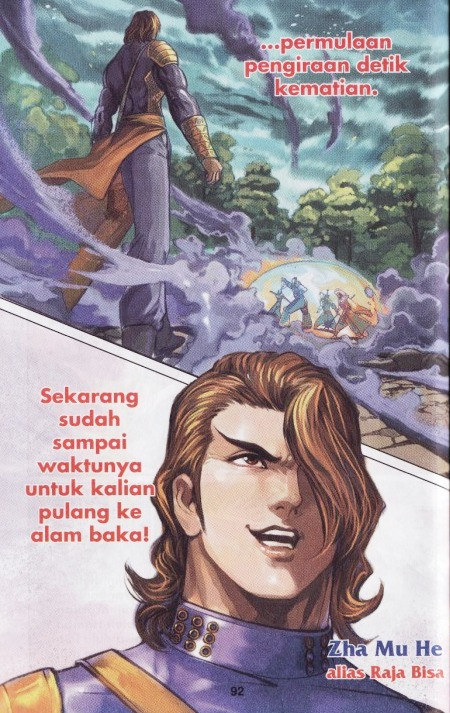 ...permulaan
pengiraan detik
kematian.
Sekarang
sudah
sampai
waktunya
untuk kalian
pulang ke
alam baka!
Zha Mu He
alias Raja Bisa
92